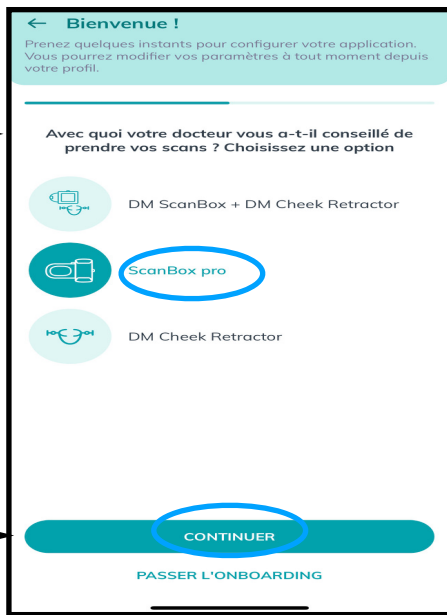 ← Bienvenue !
Prenez quelques instants pour configurer votre application.
Vous pourrez modifier vos paramètres à tout moment depuis
votre profil.
Avec quoi votre docteur vous a-t-il conseillé de
prendre vos scans ? Choisissez une option
DM ScanBox + DM Cheek Retractor
ScanBox pro
DM Cheek Retractor
CONTINUER
PASSER L'ONBOARDING